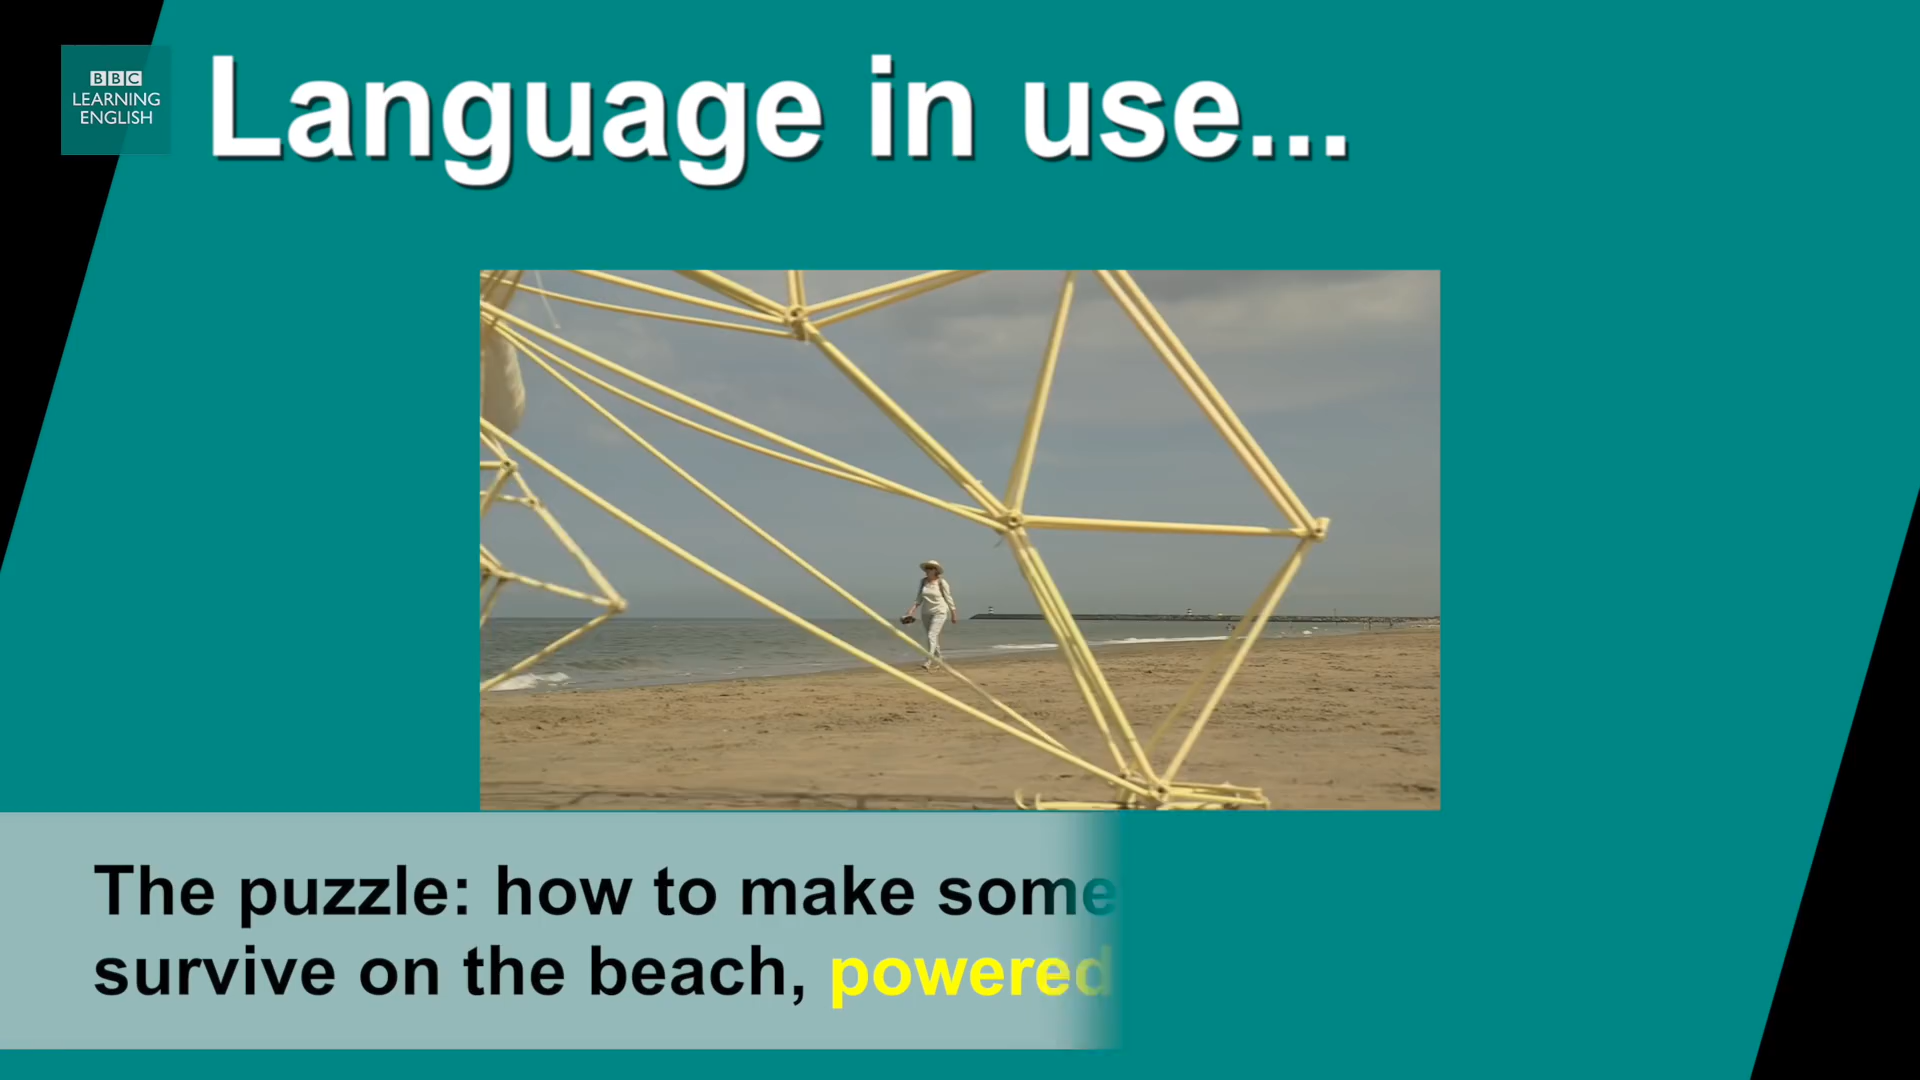 BBC
LEARNING
ENGLISH
Language in use...
The puzzle: how to make some
survive on the beach, powered